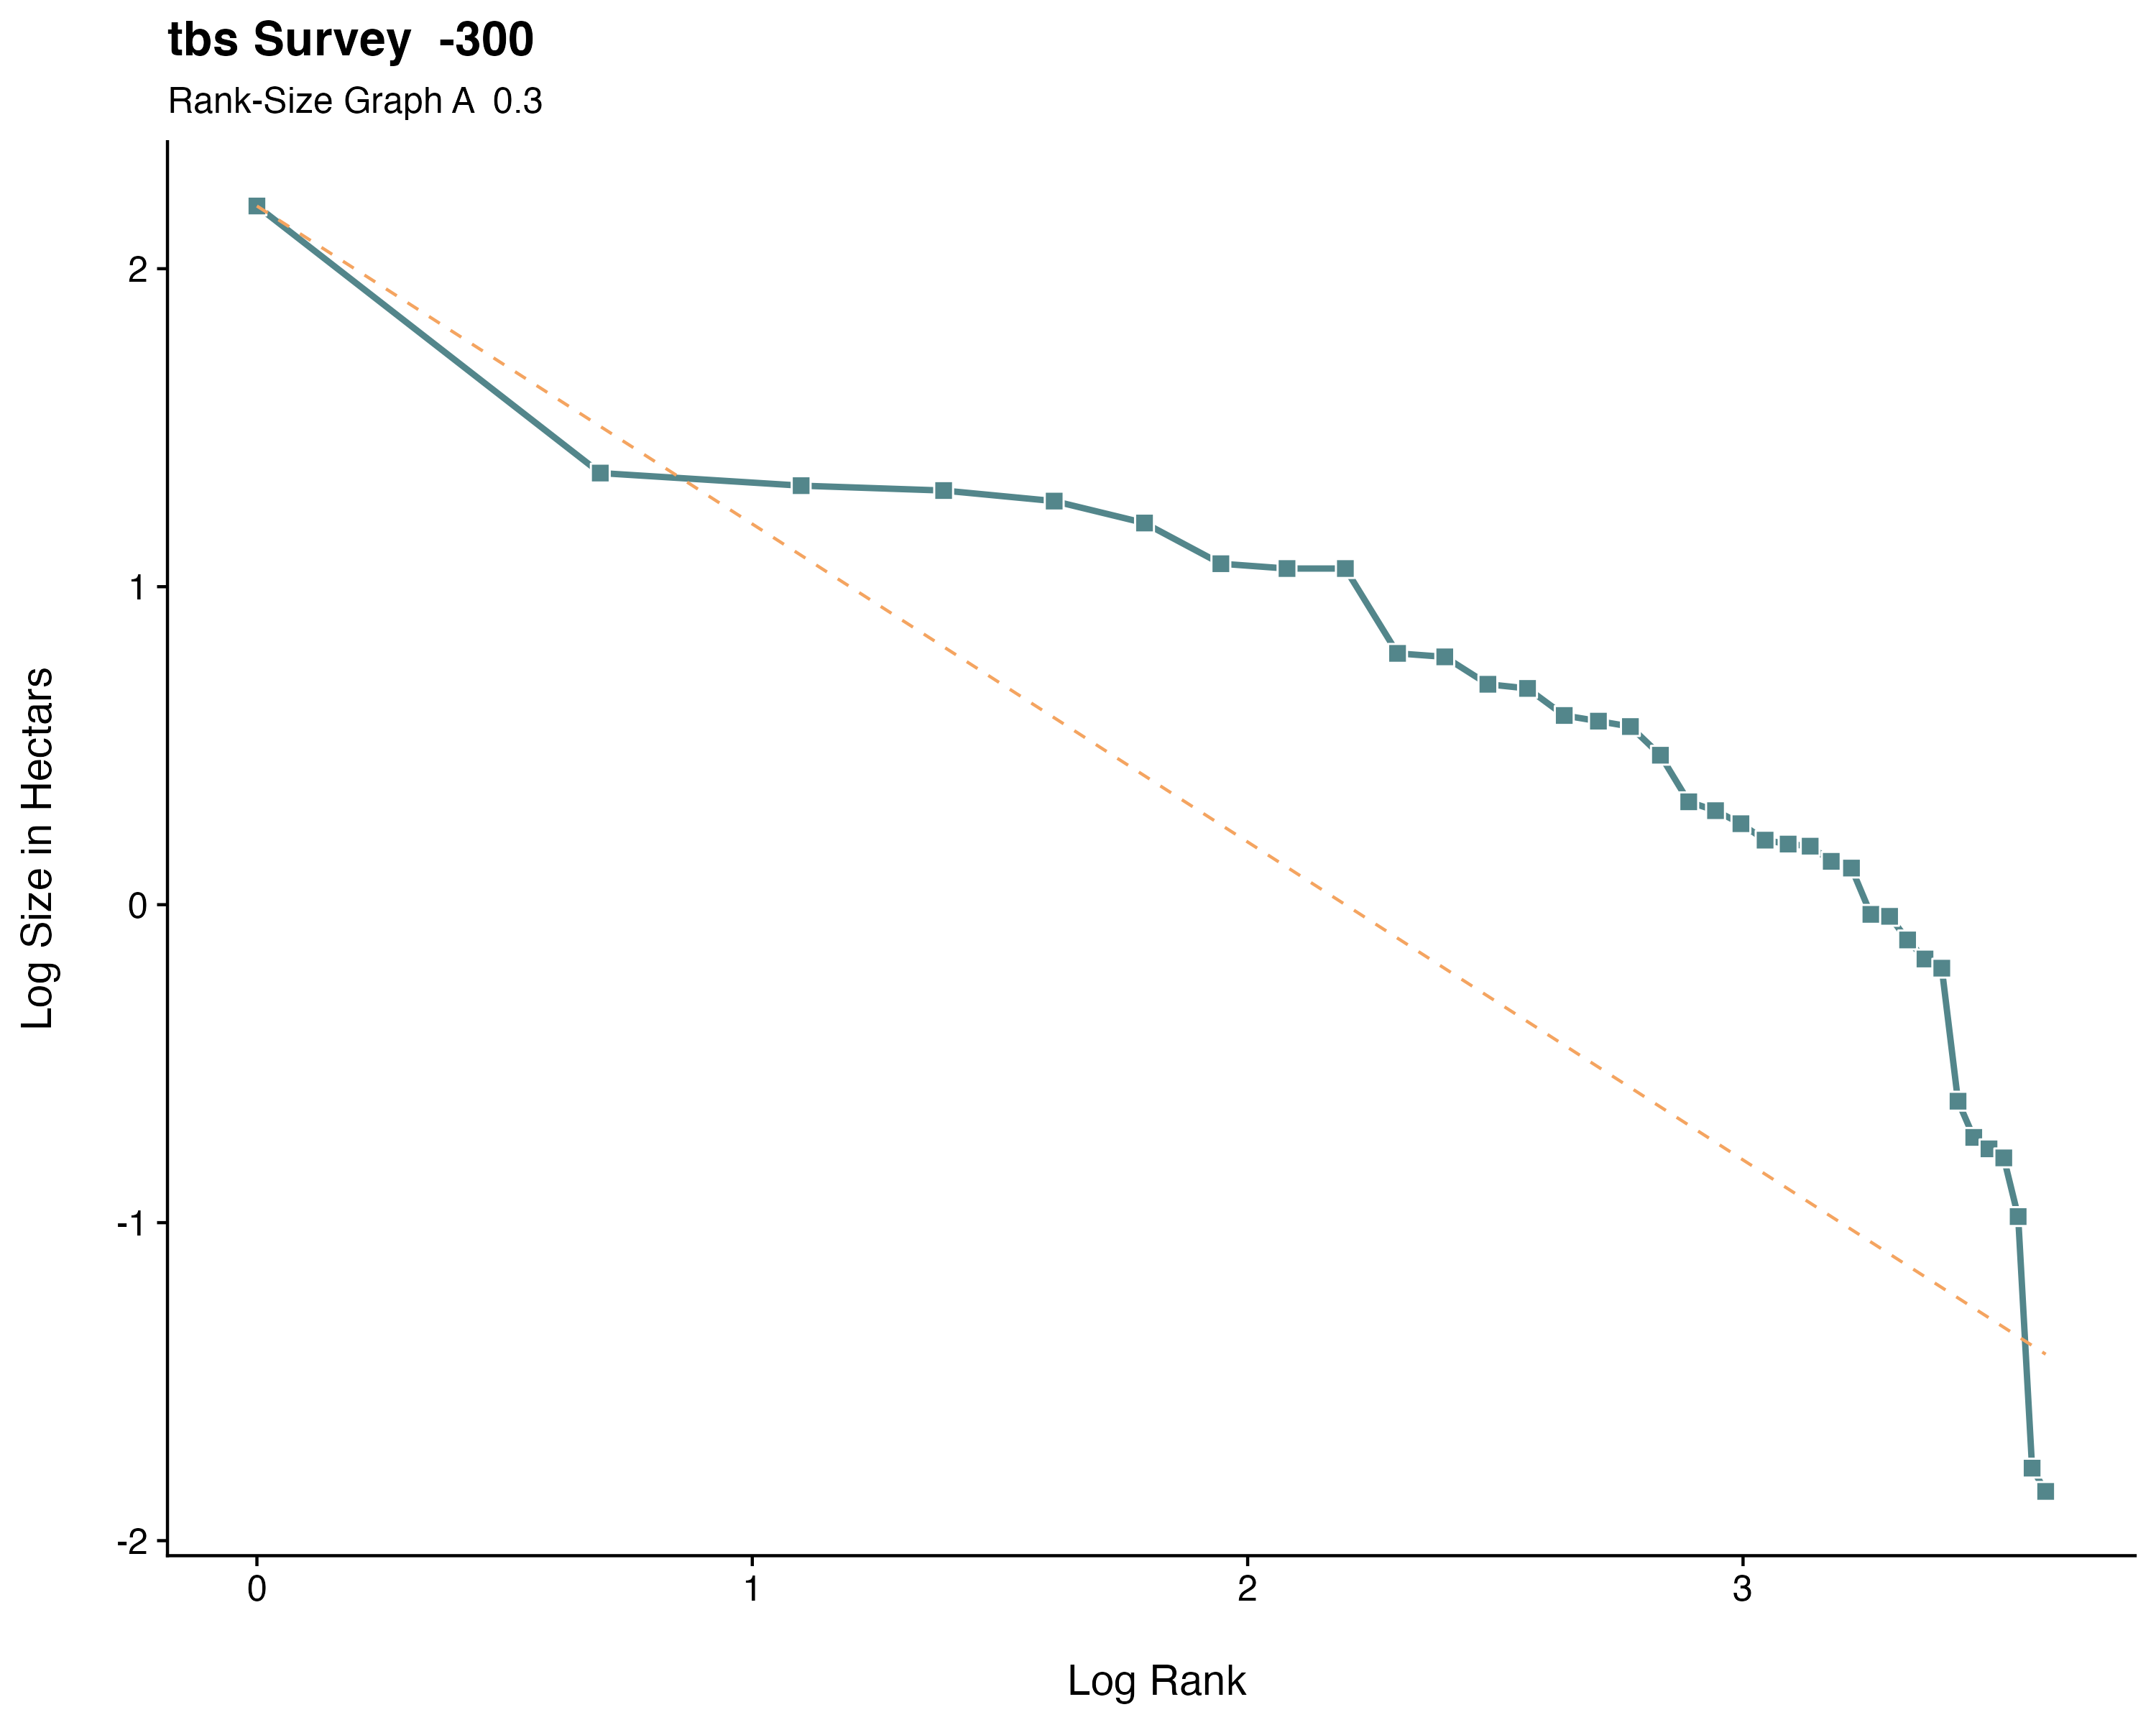 tbs Survey  -300
Rank-Size Graph A  0.3
Log Size in Hectars
2
1
0
-1
-2
0 1 2 3
Log Rank